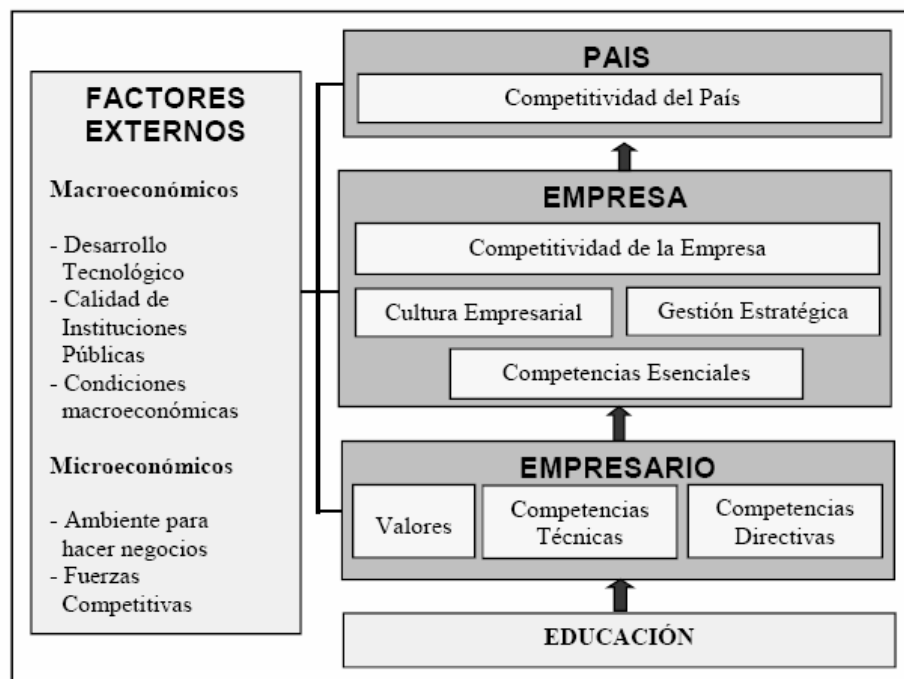 FACTORES
EXTERNOS
Macroeconómicos
- Desarrollo
Tecnológico
- Calidad de
Instituciones
Públicas
- Condiciones
macroeconómicas
Microeconómicos
- Ambiente para
hacer negocios
- Fuerzas
Competitivas
PAIS
Competitividad del País
EMPRESA
Competitividad de la Empresa
Cultura Empresarial
Gestión Estratégica
Competencias Esenciales
EMPRESARIO
Valores
Competencias
Técnicas
Competencias
Directivas
EDUCACIÓN